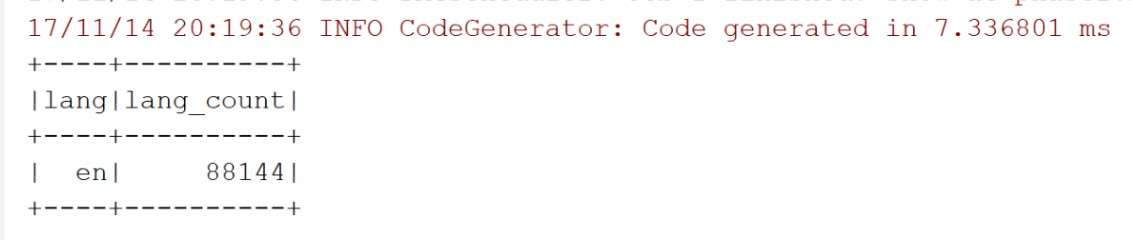 17/11/14 20:19:36 INFO CodeGenerator: Code generated in 7.336801 ms
+----+----------+
|lang|lang_count|
+----+----------+
|  en|     88144|
+----+----------+